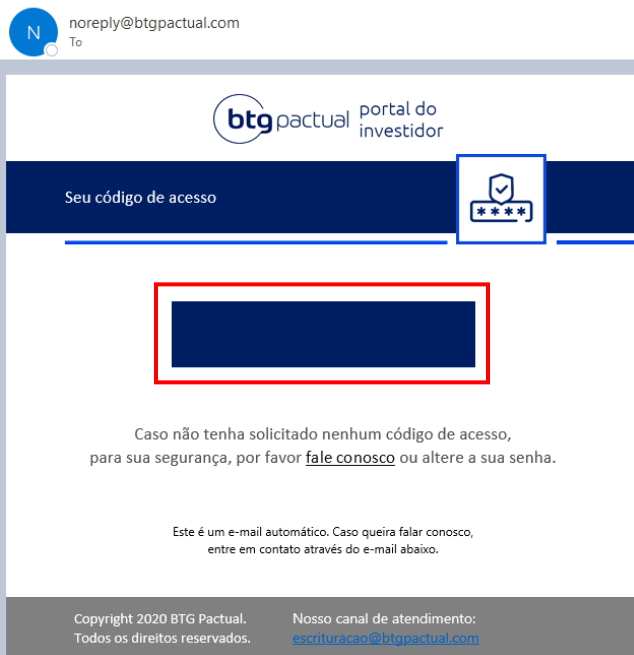 N
noreply@btgpactual.com
To
btg pactual portal do
investidor
Seu código de acesso
****
Caso não tenha solicitado nenhum código de acesso,
para sua segurança, por favor fale conosco ou altere a sua senha.
Este é um e-mail automático. Caso queira falar conosco,
entre em contato através do e-mail abaixo.
Copyright 2020 BTG Pactual.
Todos os direitos reservados.
Nosso canal de atendimento:
escrituracao@btgpactual.com